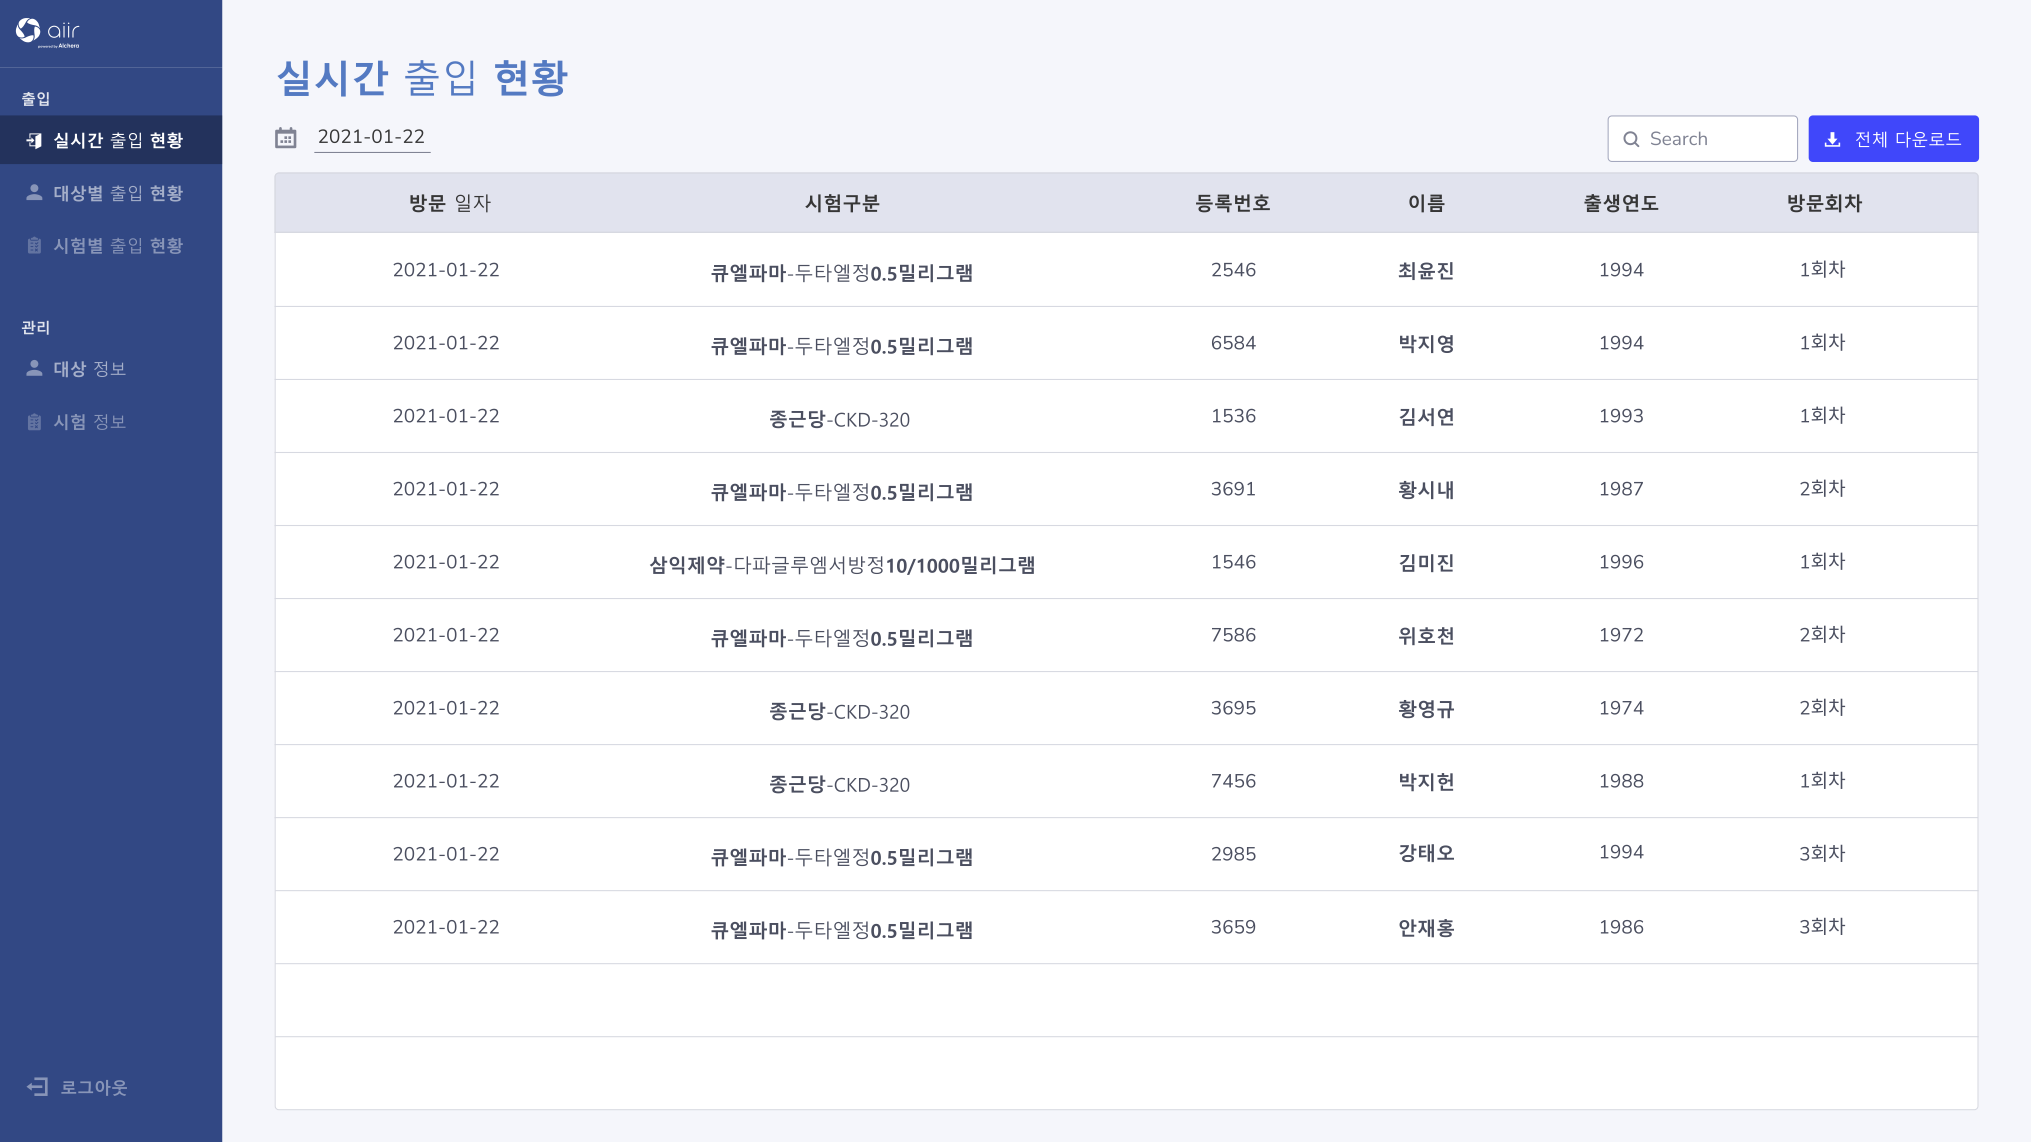 aiir
powered by Alchera
출입
실시간 출입 현황
대상별 출입 현황
시험별 출입 현황
관리
대상 정보
시험 정보
로그아웃
실시간 출입 현황
2021-01-22
Search
전체 다운로드
방문 일자 시험구분 등록번호 이름 출생연도 방문회차
2021-01-22 큐엘파마-두타엘정0.5밀리그램 2546 최윤진 1994 1회차
2021-01-22 큐엘파마-두타엘정0.5밀리그램 6584 박지영 1994 1회차
2021-01-22 종근당-CKD-320 1536 김서연 1993 1회차
2021-01-22 큐엘파마-두타엘정0.5밀리그램 3691 황시내 1987 2회차
2021-01-22 삼익제약-다파글루엠서방정10/1000밀리그램 1546 김미진 1996 1회차
2021-01-22 큐엘파마-두타엘정0.5밀리그램 7586 위호천 1972 2회차
2021-01-22 종근당-CKD-320 3695 황영규 1974 2회차
2021-01-22 종근당-CKD-320 7456 박지헌 1988 1회차
2021-01-22 큐엘파마-두타엘정0.5밀리그램 2985 강태오 1994 3회차
2021-01-22 큐엘파마-두타엘정0.5밀리그램 3659 안재홍 1986 3회차